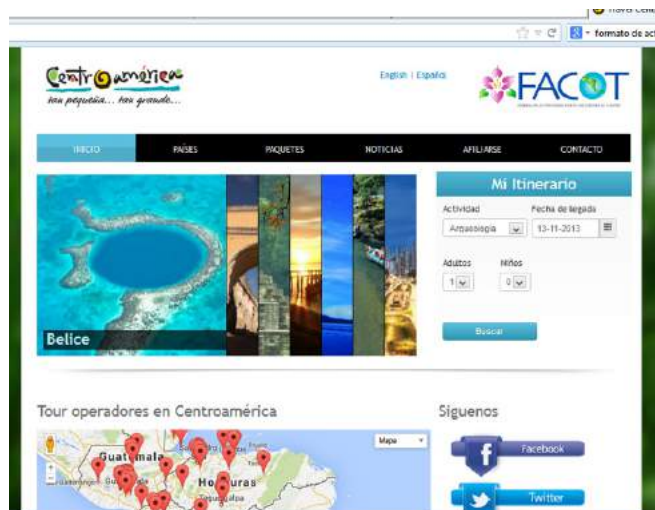 formato de act
Centroamérica
tan pequeña... tan grande...
English | Español
FACOT
INICIO PAÍSES PAQUETES NOTICIAS AFILIARSE CONTACTO
Mi Itinerario
Actividad Fecha de llegada
Arqueología 13-11-2013
Adultos Niños
1 0
Buscar
Belice
Tour operadores en Centroamérica
Síguenos
Mapa
Guatemala
Honduras
Tegucigalpa
Facebook
Twitter